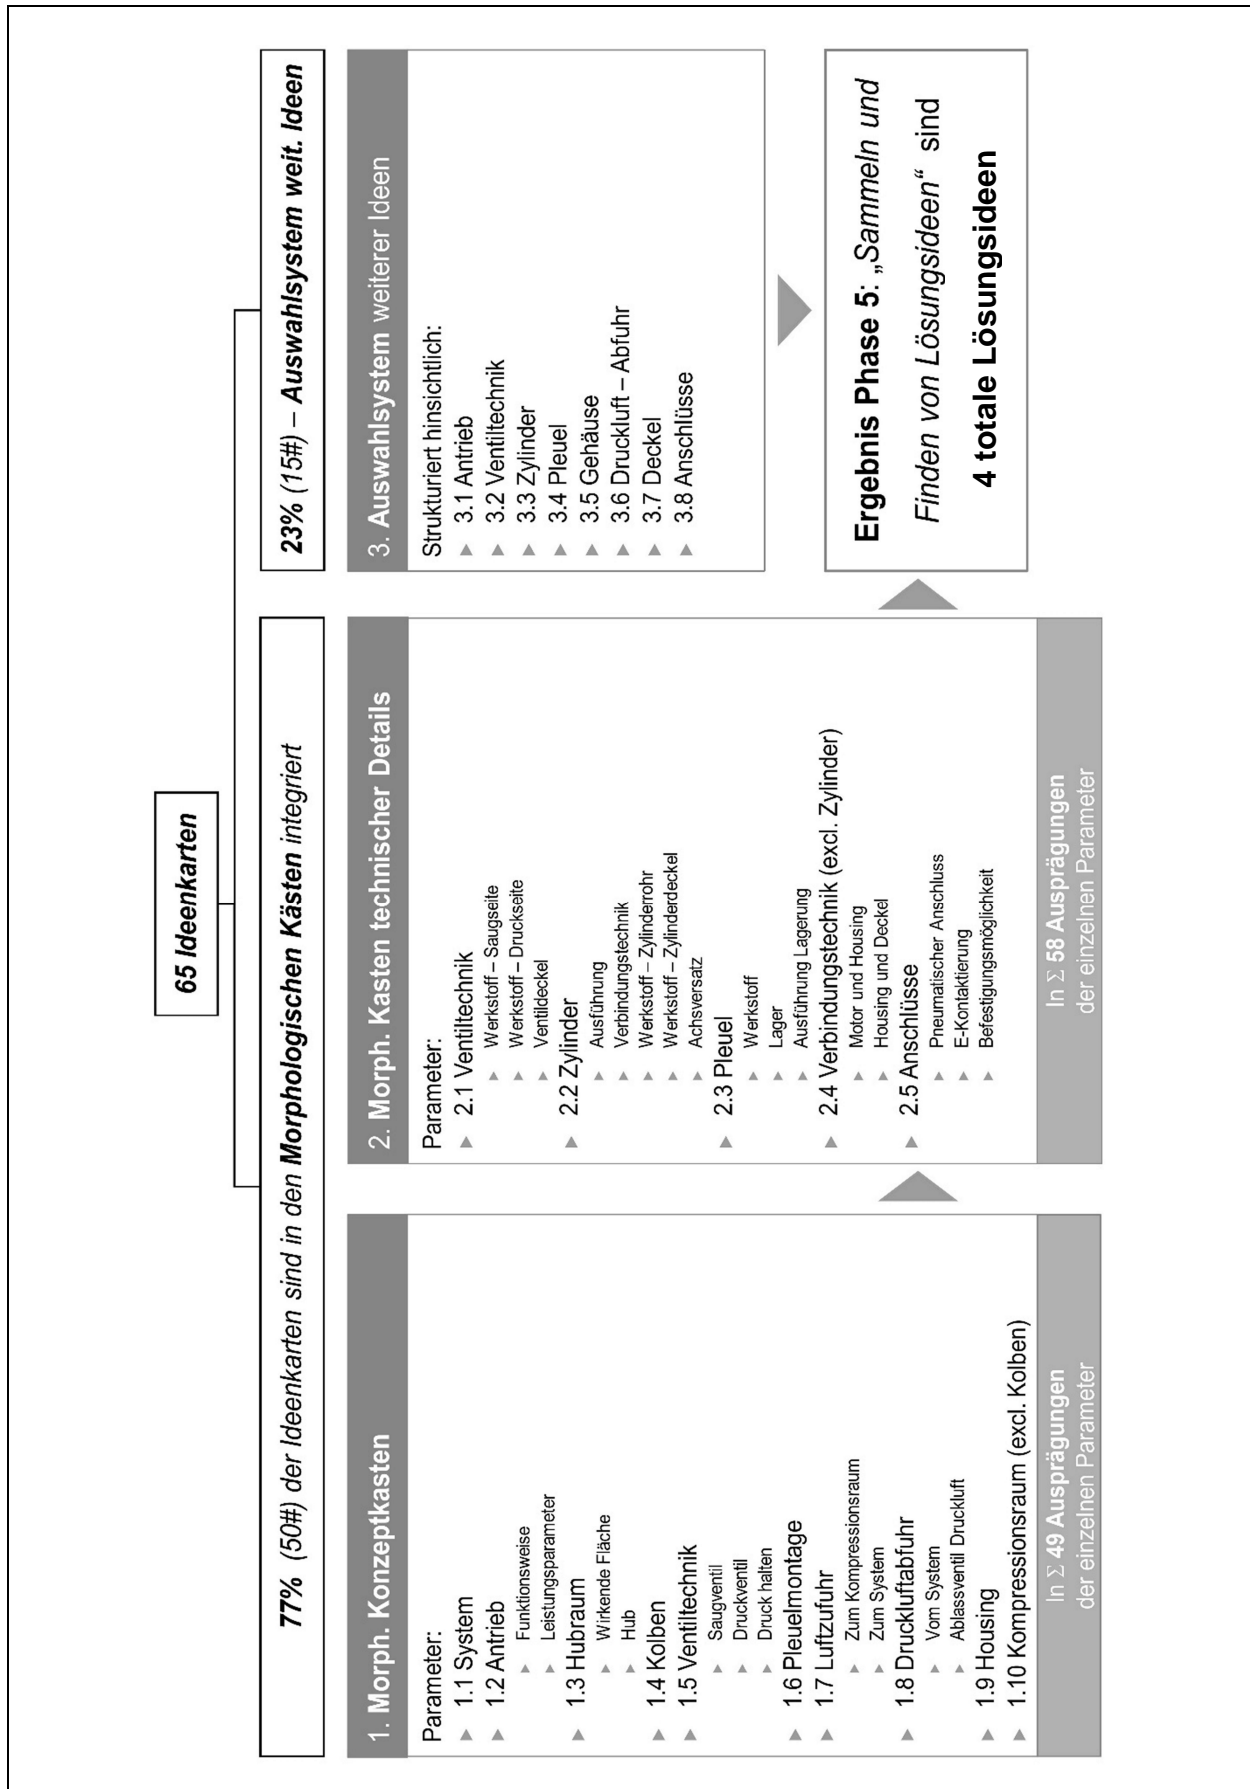 65 Ideenkarten
77% (50#) der Ideenkarten sind in den Morphologischen Kästen integriert
23% (15#) – Auswahlsystem weit. Ideen
1. Morph. Konzeptkasten
Parameter:
1.1 System
1.2 Antrieb
Funktionsweise
Leistungsparameter
1.3 Hubraum
Wirkende Fläche
Hub
1.4 Kolben
1.5 Ventiltechnik
Saugventil
Druckventil
Druck halten
1.6 Pleuelmontage
1.7 Luftzufuhr
Zum Kompressionsraum
Zum System
1.8 Druckluftabfuhr
Vom System
Ablassventil Druckluft
1.9 Housing
1.10 Kompressionsraum (excl. Kolben)
In Σ 49 Ausprägungen
der einzelnen Parameter
2. Morph. Kasten technischer Details
Parameter:
2.1 Ventiltechnik
Werkstoff – Saugseite
Werkstoff – Druckseite
Ventildeckel
2.2 Zylinder
Ausführung
Verbindungstechnik
Werkstoff – Zylinderrohr
Werkstoff – Zylinderdeckel
Achsversatz
2.3 Pleuel
Werkstoff
Lager
Ausführung Lagerung
2.4 Verbindungstechnik (excl. Zylinder)
Motor und Housing
Housing und Deckel
2.5 Anschlüsse
Pneumatischer Anschluss
E-Kontaktierung
Befestigungsmöglichkeit
In Σ 58 Ausprägungen
der einzelnen Parameter
3. Auswahlsystem weiterer Ideen
Strukturiert hinsichtlich:
3.1 Antrieb
3.2 Ventiltechnik
3.3 Zylinder
3.4 Pleuel
3.5 Gehäuse
3.6 Druckluft – Abfuhr
3.7 Deckel
3.8 Anschlüsse
Ergebnis Phase 5: „Sammeln und
Finden von Lösungsideen“ sind
4 totale Lösungsideen